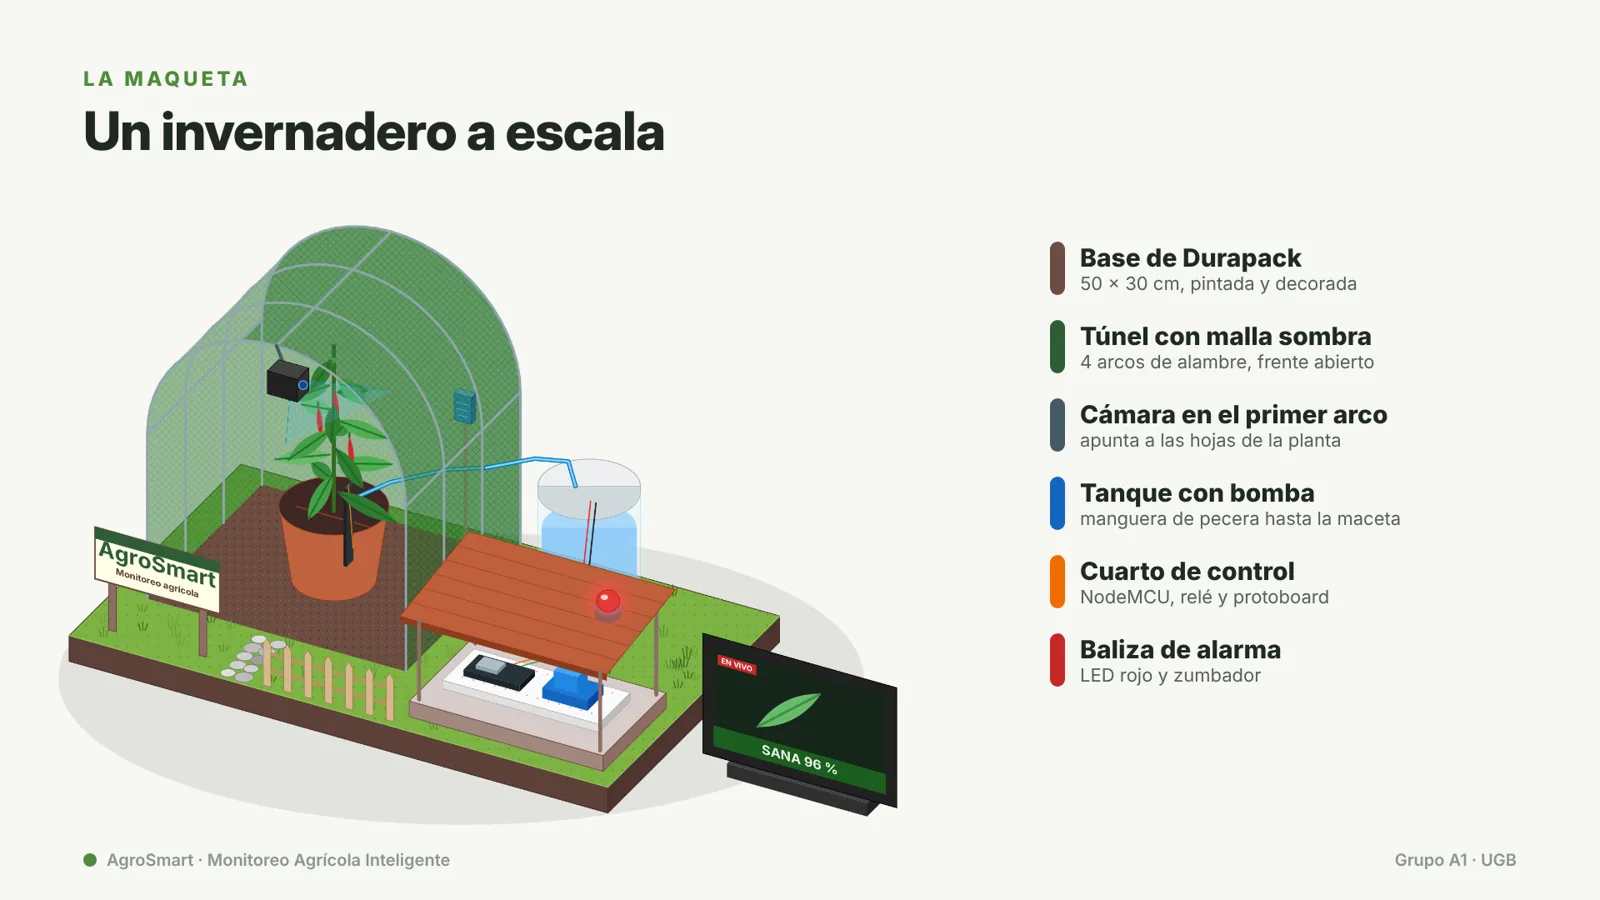 LA MAQUETA
Un invernadero a escala
AgroSmart
Monitoreo agrícola
EN VIVO
SANA 96 %
Base de Durapack
50 × 30 cm, pintada y decorada
Túnel con malla sombra
4 arcos de alambre, frente abierto
Cámara en el primer arco
apunta a las hojas de la planta
Tanque con bomba
manguera de pecera hasta la maceta
Cuarto de control
NodeMCU, relé y protoboard
Baliza de alarma
LED rojo y zumbador
AgroSmart · Monitoreo Agrícola Inteligente
Grupo A1 · UGB